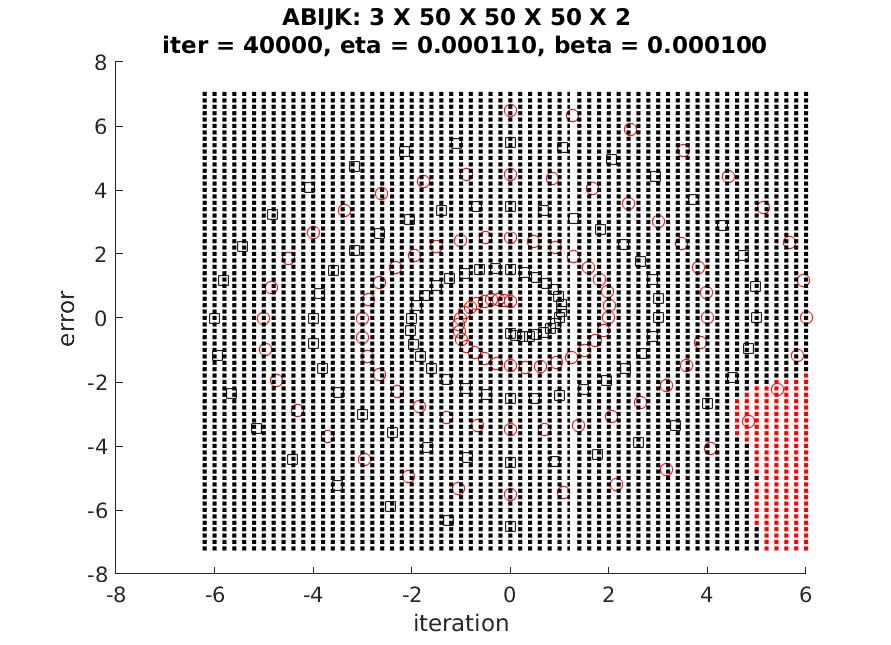 ABIJK: 3 X 50 X 50 X 50 X 2
iter = 40000, eta = 0.000110, beta = 0.000100
8
6
4
2
0
-2
-4
-6
-8
error
-8 -6 -4 -2 0 2 4 6
iteration